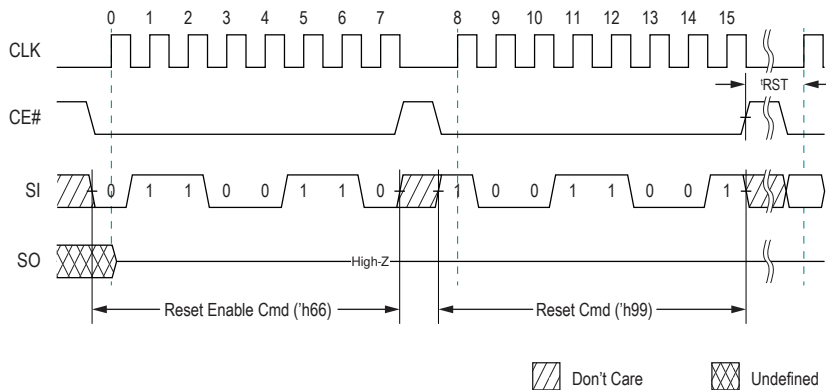 0 1 2 3 4 5 6 7 8 9 10 11 12 13 14 15
CLK
tRST
CE#
SI 0 1 1 0 0 1 1 0 1 0 0 1 1 0 0 1
SO High-Z
Reset Enable Cmd ('h66) Reset Cmd ('h99)
Don't Care Undefined